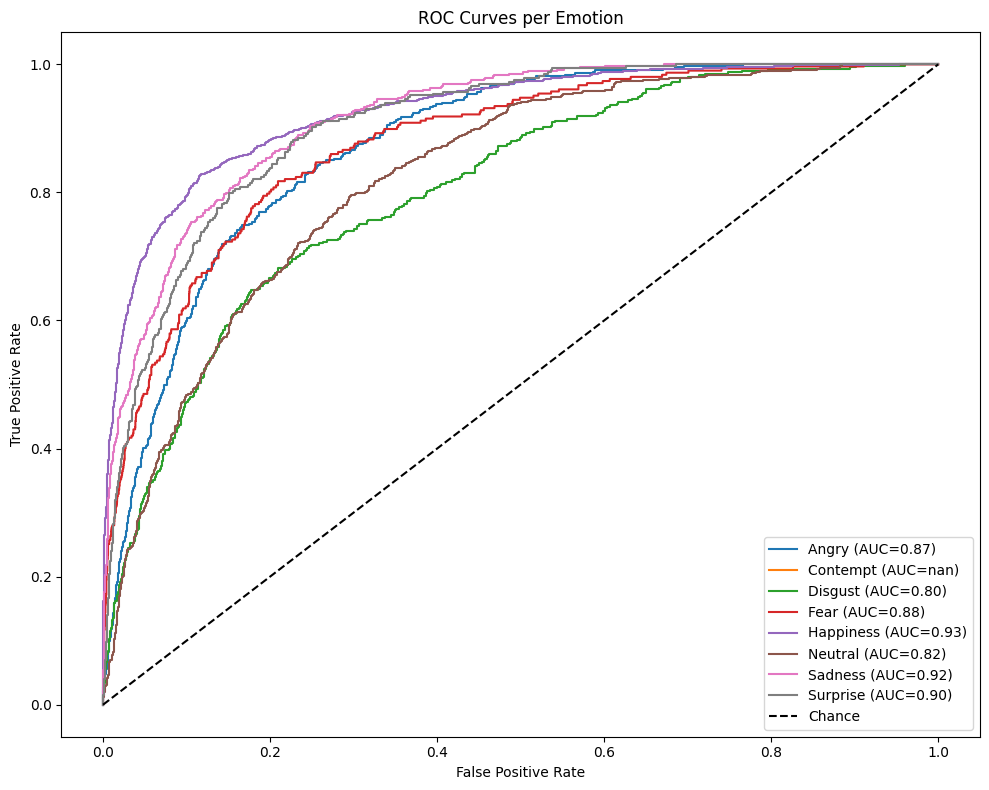 ROC Curves per Emotion
True Positive Rate
1.0
0.8
0.6
0.4
0.2
0.0
Angry (AUC=0.87)
Contempt (AUC=nan)
Disgust (AUC=0.80)
Fear (AUC=0.88)
Happiness (AUC=0.93)
Neutral (AUC=0.82)
Sadness (AUC=0.92)
Surprise (AUC=0.90)
Chance
0.0 0.2 0.4 0.6 0.8 1.0
False Positive Rate